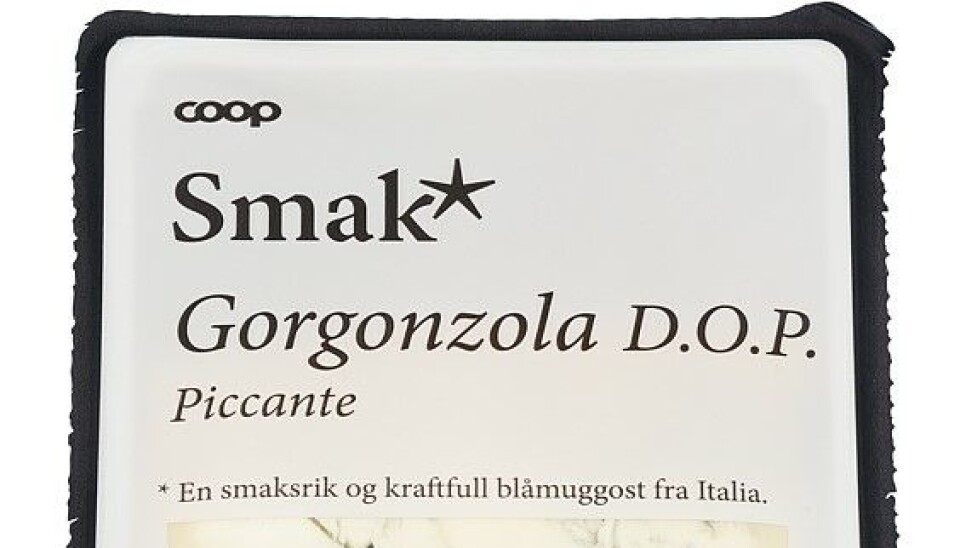 coop
Smak*
Gorgonzola D.O.P.
Piccante
* En smaksrik og kraftfull blåmuggost fra Italia.